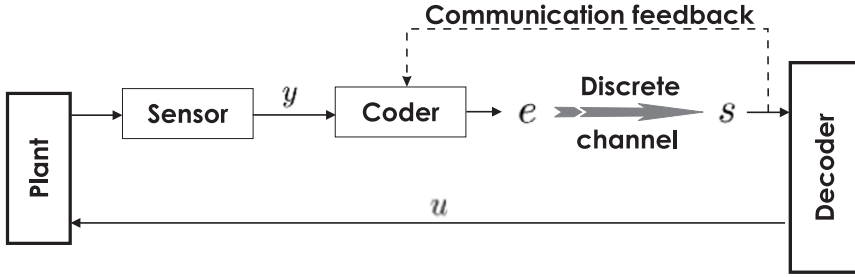 Communication feedback
Plant
Sensor
y
Coder
e
Discrete
channel
s
Decoder
u